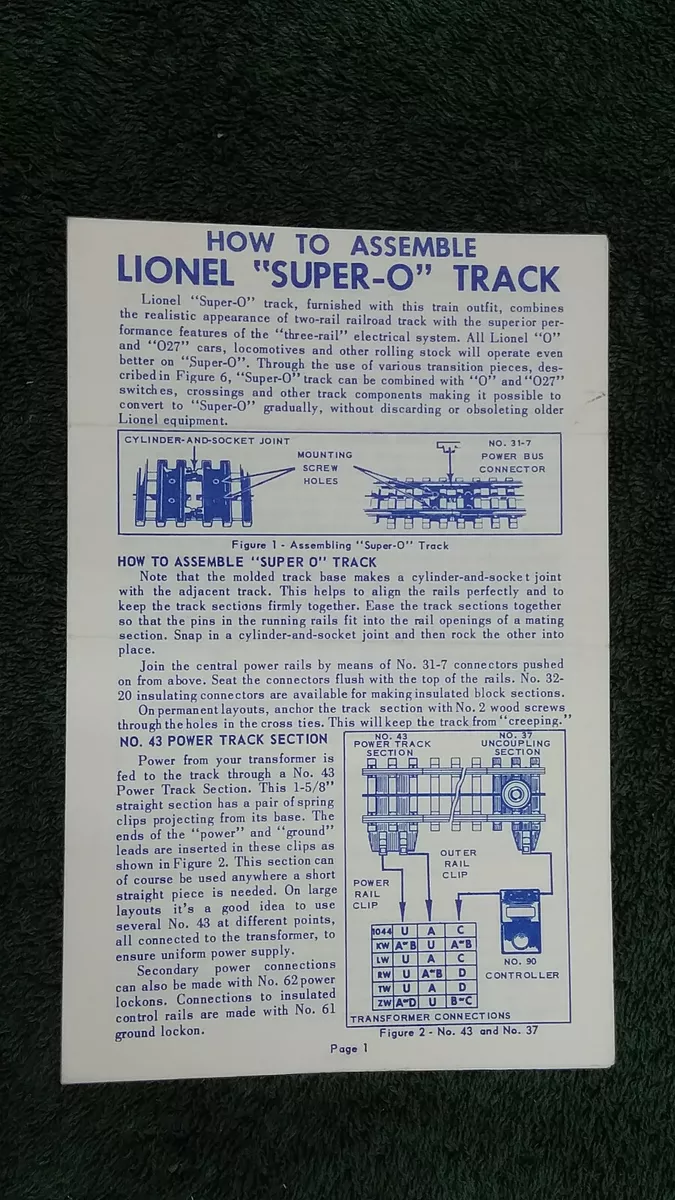 HOW TO ASSEMBLE
LIONEL "SUPER-O" TRACK
Lionel "Super-O" track, furnished with this train outfit, combines
the realistic appearance of two-rail railroad track with the superior per-
formance features of the "three-rail" electrical system. All Lionel "O"
and "O27" cars, locomotives and other rolling stock will operate even
better on "Super-O". Through the use of various transition pieces, des-
cribed in Figure 6, "Super-O" track can be combined with "O" and "O27"
switches, crossings and other track components making it possible to
convert to "Super-O" gradually, without discarding or obsoleting older
Lionel equipment.
CYLINDER-AND-SOCKET JOINT
MOUNTING
SCREW
HOLES
NO. 31-7
POWER BUS
CONNECTOR
Figure 1 - Assembling "Super-O" Track
HOW TO ASSEMBLE "SUPER O" TRACK
Note that the molded track base makes a cylinder-and-socket joint
with the adjacent track. This helps to align the rails perfectly and to
keep the track sections firmly together. Ease the track sections together
so that the pins in the running rails fit into the rail openings of a mating
section. Snap in a cylinder-and-socket joint and then rock the other into
place.
Join the central power rails by means of No. 31-7 connectors pushed
on from above. Seat the connectors flush with the top of the rails. No. 32-
20 insulating connectors are available for making insulated block sections.
On permanent layouts, anchor the track section with No. 2 wood screws
through the holes in the cross ties. This will keep the track from "creeping."
NO. 43 POWER TRACK SECTION
Power from your transformer is
fed to the track through a No. 43
Power Track Section. This 1-5/8"
straight section has a pair of spring
clips projecting from its base. The
ends of the "power" and "ground"
leads are inserted in these clips as
shown in Figure 2. This section can
of course be used anywhere a short
straight piece is needed. On large
layouts it's a good idea to use
several No. 43 at different points,
all connected to the transformer, to
ensure uniform power supply.
Secondary power connections
can also be made with No. 62 power
lockons. Connections to insulated
control rails are made with No. 61
ground lockon.
NO. 43
POWER TRACK
SECTION
NO. 37
UNCOUPLING
SECTION
OUTER
RAIL
CLIP
POWER
RAIL
CLIP
NO. 90
CONTROLLER
1044 U A C
KW A-B U A-B
LW U A C
RW U A-B D
TW U A D
ZW A-D U B-C
TRANSFORMER CONNECTIONS
Figure 2 - No. 43 and No. 37
Page 1